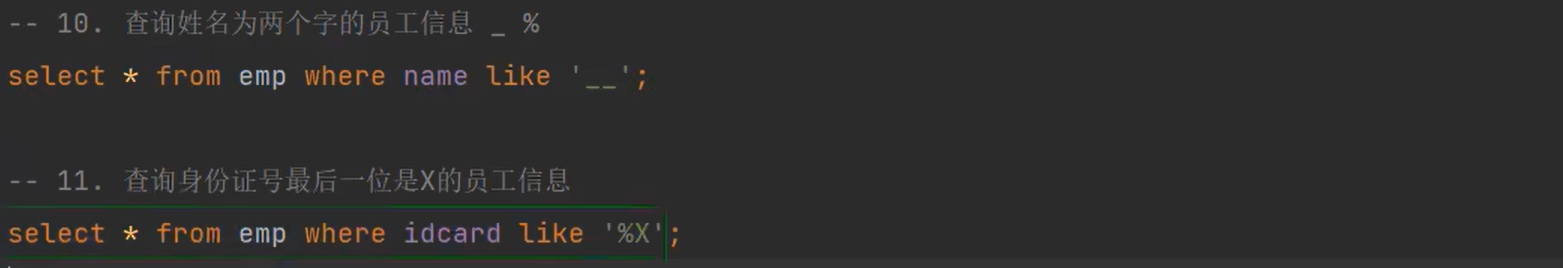 -- 10. 查询姓名为两个字的员工信息 _ %
select * from emp where name like '__';
-- 11. 查询身份证号最后一位是X的员工信息
select * from emp where idcard like '%X';